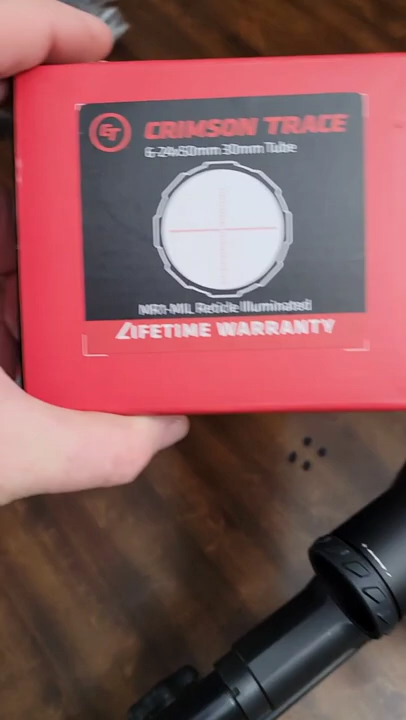 CT
CRIMSON TRACE
6-24x50mm 30mm Tube
MR1-MIL Reticle Illuminated
LIFETIME WARRANTY